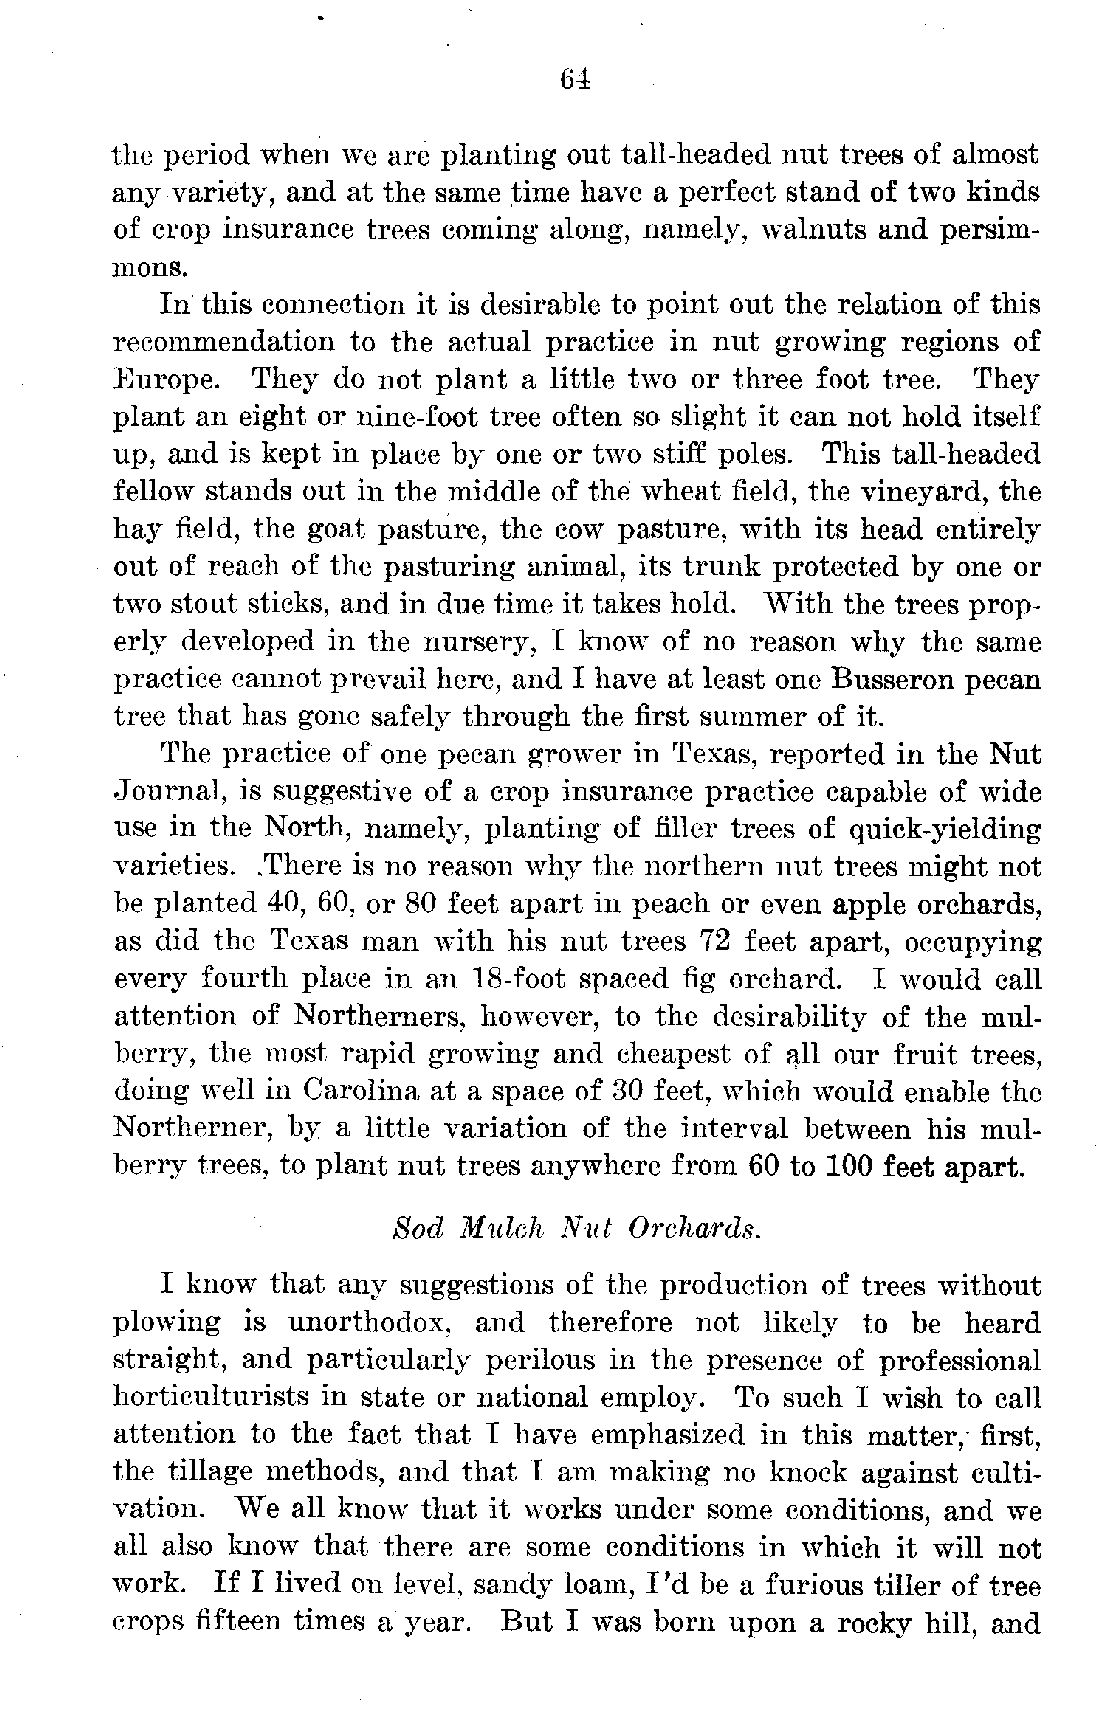 64
the period when we are planting out tall-headed nut trees of almost
any variety, and at the same time have a perfect stand of two kinds
of crop insurance trees coming along, namely, walnuts and persim-
mons.
In this connection it is desirable to point out the relation of this
recommendation to the actual practice in nut growing regions of
Europe. They do not plant a little two or three foot tree. They
plant an eight or nine-foot tree often so slight it can not hold itself
up, and is kept in place by one or two stiff poles. This tall-headed
fellow stands out in the middle of the wheat field, the vineyard, the
hay field, the goat pasture, the cow pasture, with its head entirely
out of reach of the pasturing animal, its trunk protected by one or
two stout sticks, and in due time it takes hold. With the trees prop-
erly developed in the nursery, I know of no reason why the same
practice cannot prevail here, and I have at least one Busseron pecan
tree that has gone safely through the first summer of it.
The practice of one pecan grower in Texas, reported in the Nut
Journal, is suggestive of a crop insurance practice capable of wide
use in the North, namely, planting of filler trees of quick-yielding
varieties. There is no reason why the northern nut trees might not
be planted 40, 60, or 80 feet apart in peach or even apple orchards,
as did the Texas man with his nut trees 72 feet apart, occupying
every fourth place in an 18-foot spaced fig orchard. I would call
attention of Northerners, however, to the desirability of the mul-
berry, the most rapid growing and cheapest of all our fruit trees,
doing well in Carolina at a space of 30 feet, which would enable the
Northerner, by a little variation of the interval between his mul-
berry trees, to plant nut trees anywhere from 60 to 100 feet apart.
Sod Mulch Nut Orchards.
I know that any suggestions of the production of trees without
plowing is unorthodox, and therefore not likely to be heard
straight, and particularly perilous in the presence of professional
horticulturists in state or national employ. To such I wish to call
attention to the fact that I have emphasized in this matter, first,
the tillage methods, and that I am making no knock against culti-
vation. We all know that it works under some conditions, and we
all also know that there are some conditions in which it will not
work. If I lived on level, sandy loam, I'd be a furious tiller of tree
crops fifteen times a year. But I was born upon a rocky hill, and